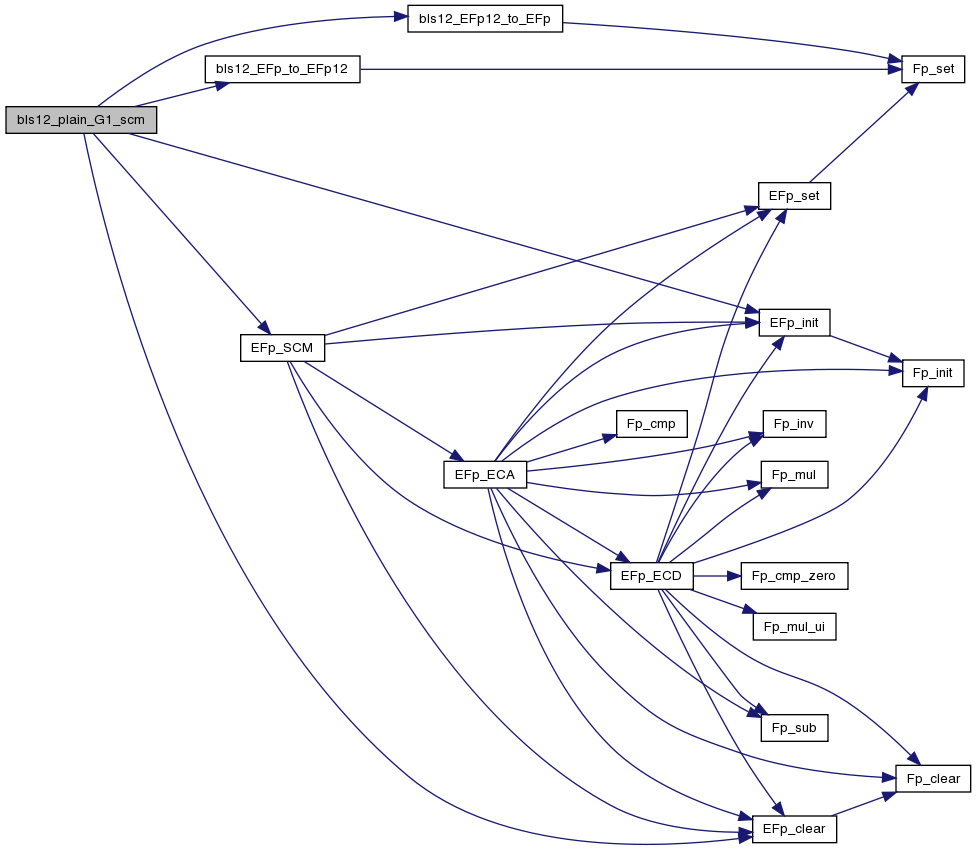 bls12_EFp12_to_EFp
bls12_EFp_to_EFp12
Fp_set
bls12_plain_G1_scm
EFp_set
EFp_init
EFp_SCM
Fp_init
Fp_cmp
Fp_inv
EFp_ECA
Fp_mul
EFp_ECD
Fp_cmp_zero
Fp_mul_ui
Fp_sub
Fp_clear
EFp_clear